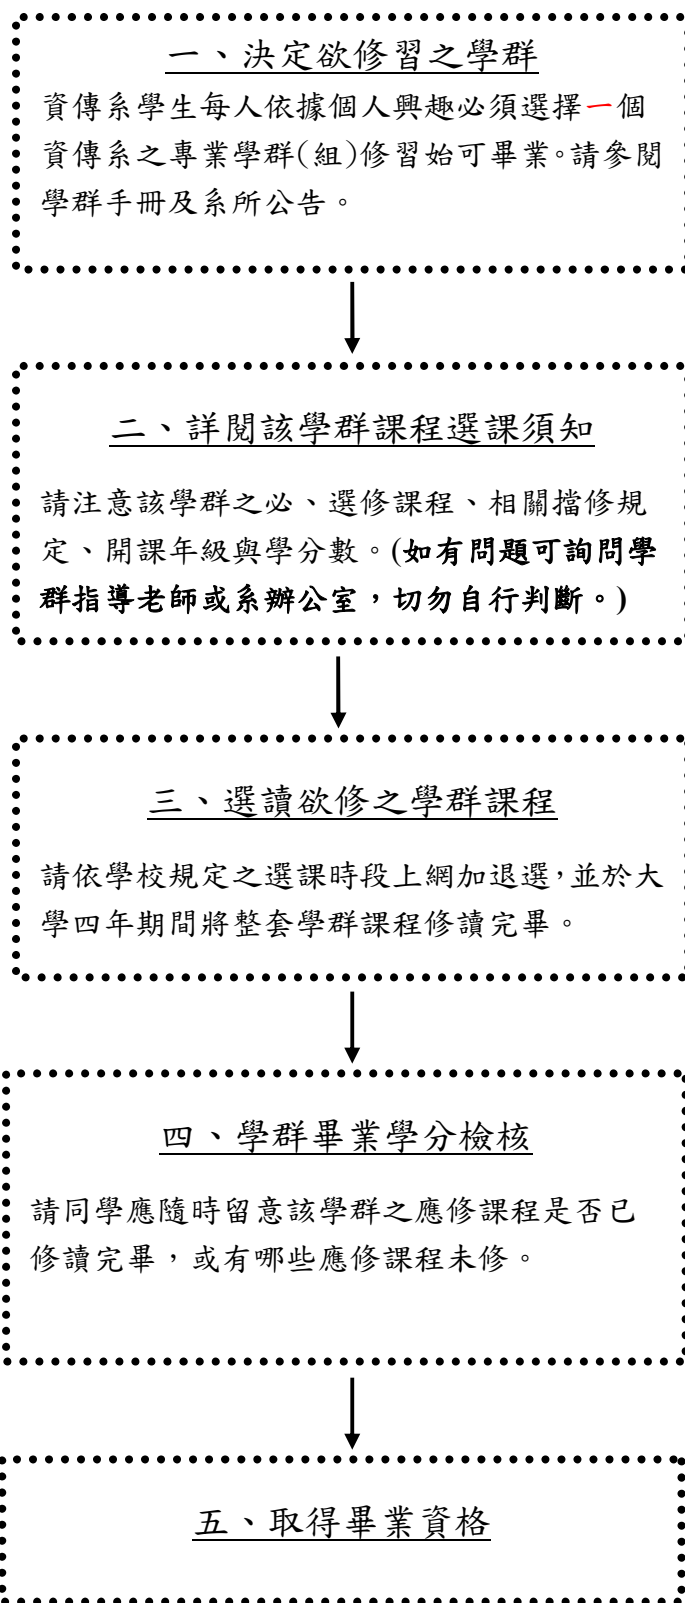 一、決定欲修習之學群
資傳系學生每人依據個人興趣必須選擇一個
資傳系之專業學群(組)修習始可畢業。請參閱
學群手冊及系所公告。
二、詳閱該學群課程選課須知
請注意該學群之必、選修課程、相關擋修規
定、開課年級與學分數。(如有問題可詢問學
群指導老師或系辦公室，切勿自行判斷。)
三、選讀欲修之學群課程
請依學校規定之選課時段上網加退選，並於大
學四年期間將整套學群課程修讀完畢。
四、學群畢業學分檢核
請同學應隨時留意該學群之應修課程是否已
修讀完畢，或有哪些應修課程未修。
五、取得畢業資格